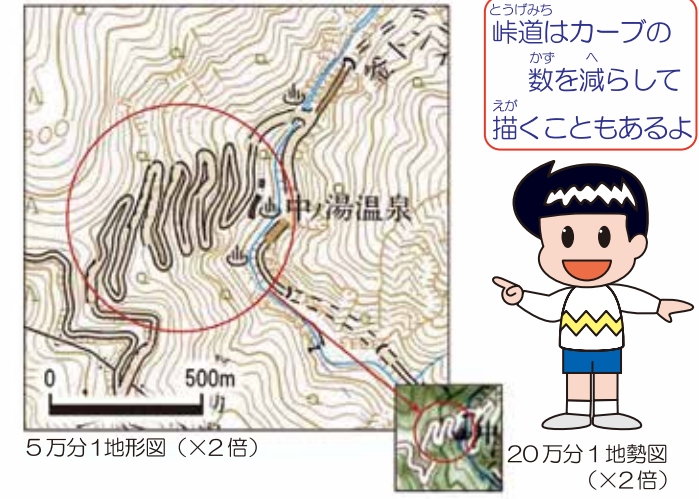 とうげみち
峠道はカーブの
かず へ
数を減らして
えが
描くこともあるよ
中ノ湯温泉
0 500m
5万分1地形図（×2倍）
20万分1地勢図
（×2倍）